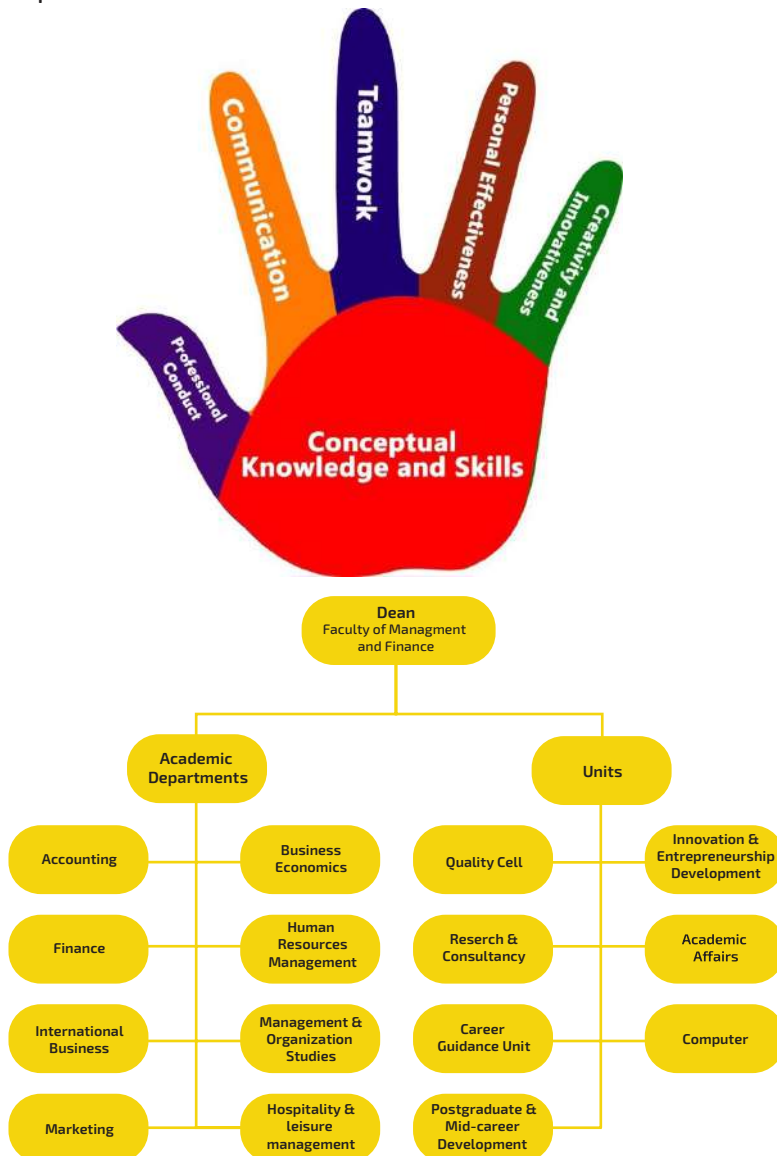 Communication
Teamwork
Personal Effectiveness
Creativity and
Innovativeness
Professional
Conduct
Conceptual
Knowledge and Skills
Dean
Faculty of Managment
and Finance
Academic
Departments
Units
Accounting
Business
Economics
Quality Cell
Innovation &
Entrepreneurship
Development
Finance
Human
Resources
Management
Reserch &
Consultancy
Academic
Affairs
International
Business
Management &
Organization
Studies
Career
Guidance Unit
Computer
Marketing
Hospitality &
leisure
management
Postgraduate &
Mid-career
Development